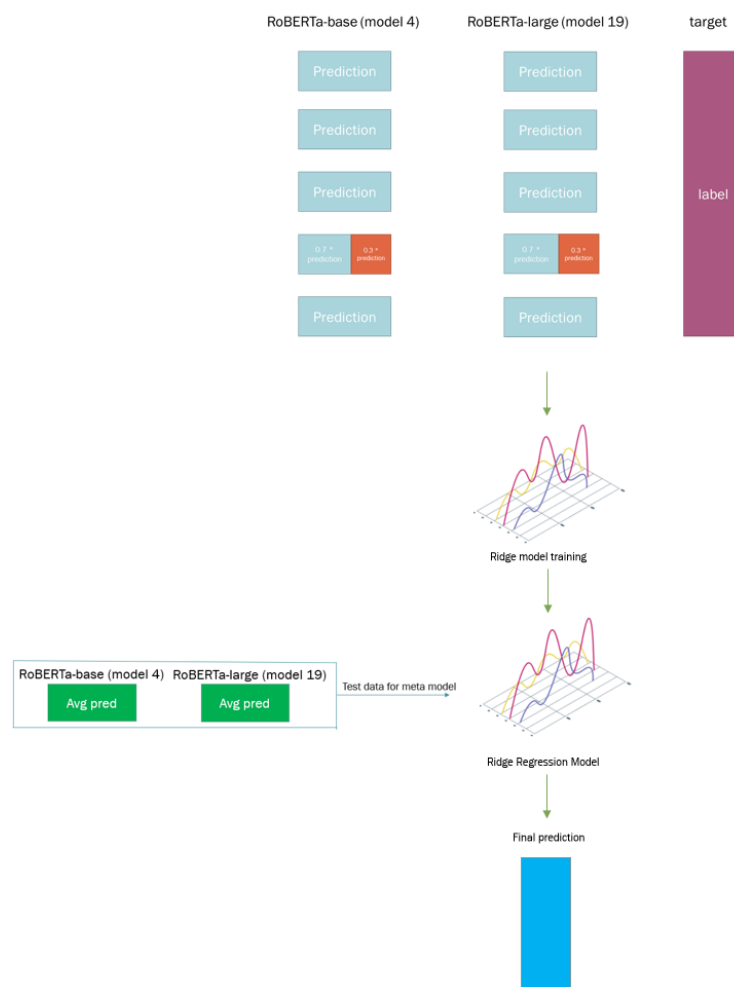 RoBERTa-base (model 4) RoBERTa-large (model 19) target
Prediction Prediction
Prediction Prediction
Prediction Prediction
label
0.7 * prediction 0.3 * prediction 0.7 * prediction 0.3 * prediction
Prediction Prediction
Ridge model training
RoBERTa-base (model 4) RoBERTa-large (model 19)
Avg pred Avg pred
Test data for meta model
Ridge Regression Model
Final prediction